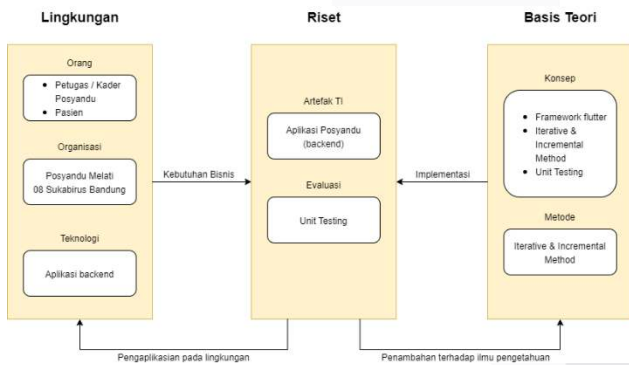 Lingkungan
Orang
• Petugas / Kader
Posyandu
• Pasien
Organisasi
Posyandu Melati
08 Sukabirus Bandung
Teknologi
Aplikasi backend
Kebutuhan Bisnis
Riset
Artefak TI
Aplikasi Posyandu
(backend)
Evaluasi
Unit Testing
Implementasi
Basis Teori
Konsep
• Framework flutter
• Iterative &
Incremental
Method
• Unit Testing
Metode
Iterative & Incremental
Method
Pengaplikasian pada lingkungan
Penambahan terhadap ilmu pengetahuan